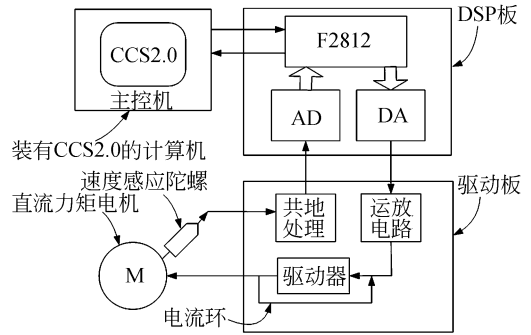 CCS2.0
主控机
装有CCS2.0的计算机
F2812
DSP板
AD
DA
速度感应陀螺
直流力矩电机
共地
处理
运放
电路
驱动板
M
驱动器
电流环